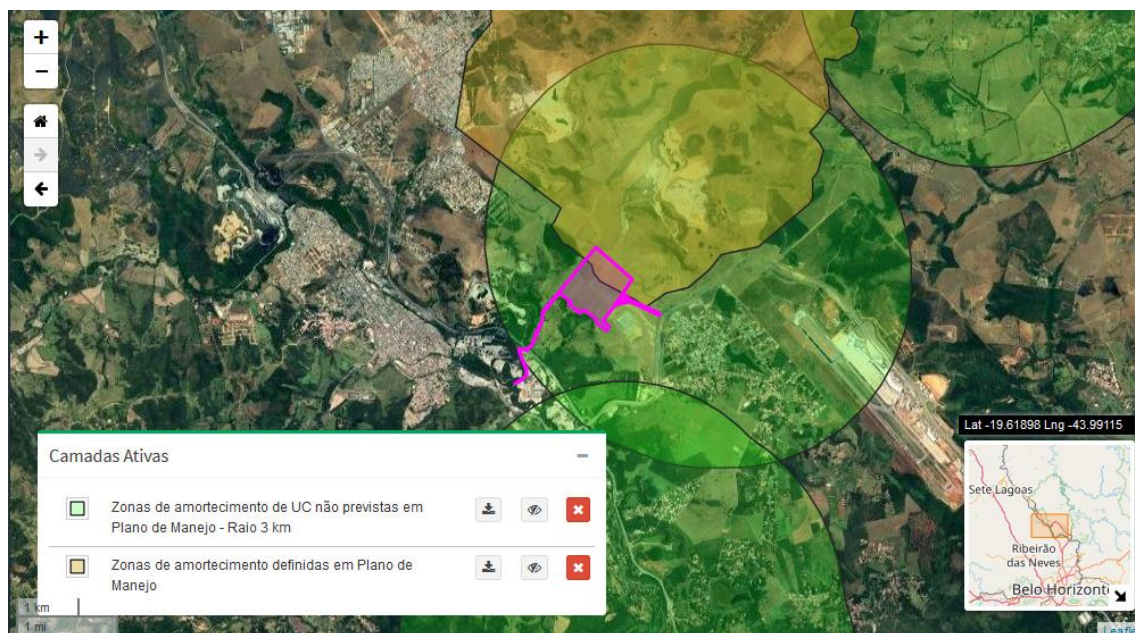 +
−
Lat -19.61898 Lng -43.99115
Camadas Ativas
Zonas de amortecimento de UC não previstas em
Plano de Manejo - Raio 3 km
Zonas de amortecimento definidas em Plano de
Manejo
1 km
1 mi
Sete Lagoas
Ribeirão
das Neves
Belo Horizont
Leafle